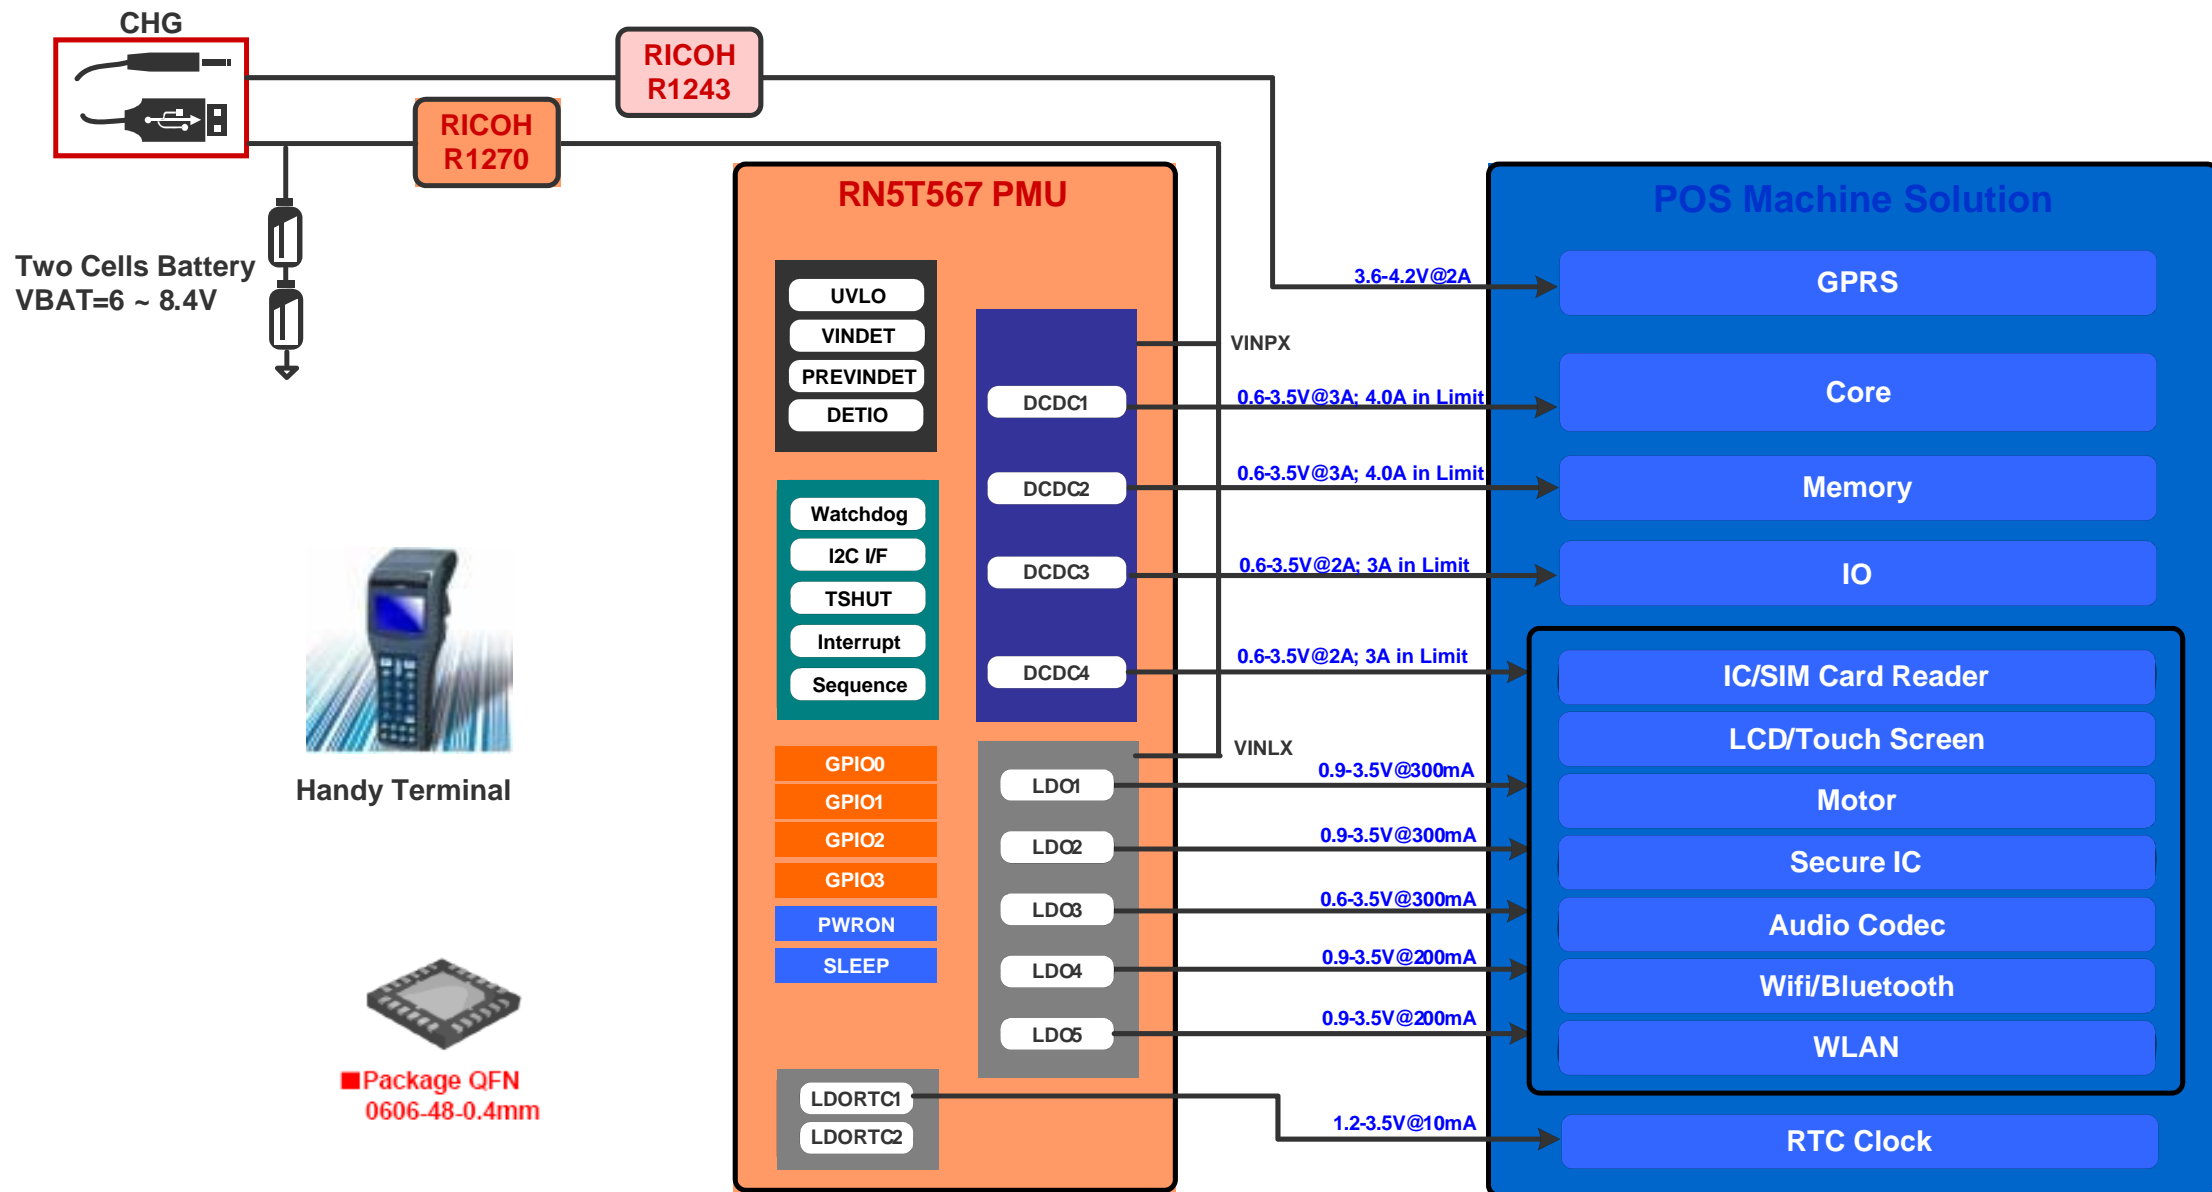 CHG
RICOH
R1243
RICOH
R1270
Two Cells Battery
VBAT=6 ~ 8.4V
Handy Terminal
■Package QFN
0606-48-0.4mm
RN5T567 PMU
UVLO
VINDET
PREVINDET
DETIO
Watchdog
I2C I/F
TSHUT
Interrupt
Sequence
GPIO0
GPIO1
GPIO2
GPIO3
PWRON
SLEEP
LDORTC1
LDORTC2
DCDC1
DCDC2
DCDC3
DCDC4
LDO1
LDO2
LDO3
LDO4
LDO5
3.6-4.2V@2A
VINPX
0.6-3.5V@3A; 4.0A in Limit
0.6-3.5V@3A; 4.0A in Limit
0.6-3.5V@2A; 3A in Limit
0.6-3.5V@2A; 3A in Limit
VINLX
0.9-3.5V@300mA
0.9-3.5V@300mA
0.6-3.5V@300mA
0.9-3.5V@200mA
0.9-3.5V@200mA
1.2-3.5V@10mA
POS Machine Solution
GPRS
Core
Memory
IO
IC/SIM Card Reader
LCD/Touch Screen
Motor
Secure IC
Audio Codec
Wifi/Bluetooth
WLAN
RTC Clock